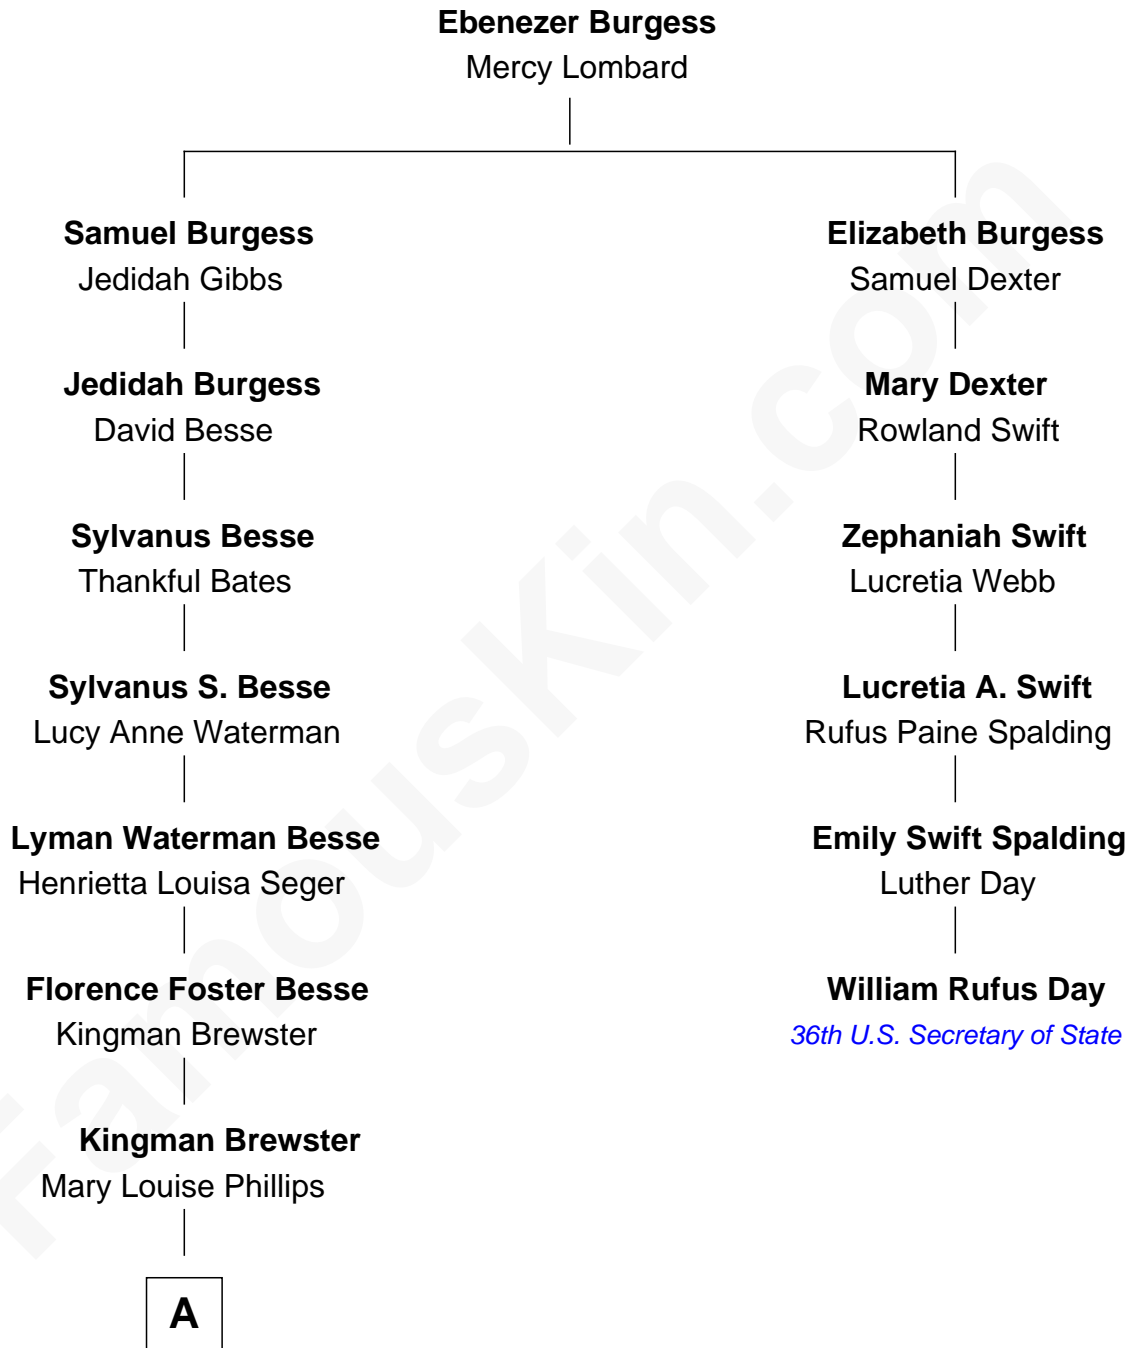 Ebenezer Burgess
Mercy Lombard
Samuel Burgess
Jedidah Gibbs
Jedidah Burgess
David Besse
Sylvanus Besse
Thankful Bates
Sylvanus S. Besse
Lucy Anne Waterman
Lyman Waterman Besse
Henrietta Louisa Seger
Florence Foster Besse
Kingman Brewster
Kingman Brewster
Mary Louise Phillips
A
Elizabeth Burgess
Samuel Dexter
Mary Dexter
Rowland Swift
Zephaniah Swift
Lucretia Webb
Lucretia A. Swift
Rufus Paine Spalding
Emily Swift Spalding
Luther Day
William Rufus Day
36th U.S. Secretary of State
FamousKin.com